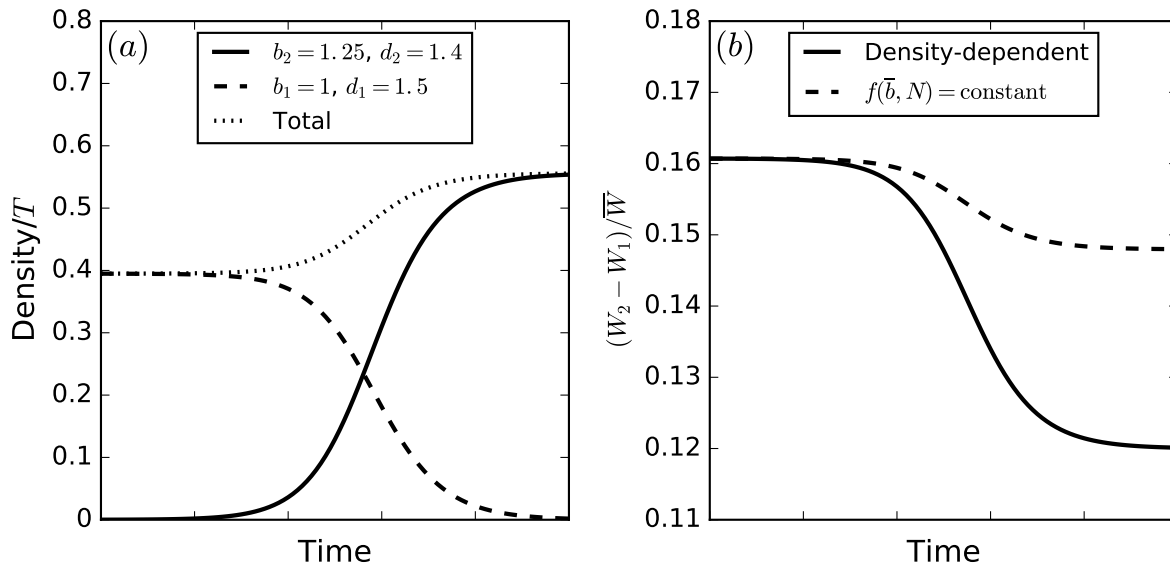 (a)
b₂ = 1.25, d₂ = 1.4
b₁ = 1, d₁ = 1.5
Total
0.8
0.7
0.6
0.5
0.4
0.3
0.2
0.1
0
Density/T
Time
(b)
Density-dependent
f(b̅, N) = constant
0.18
0.17
0.16
0.15
0.14
0.13
0.12
0.11
(W₂ − W₁)/W̅
Time